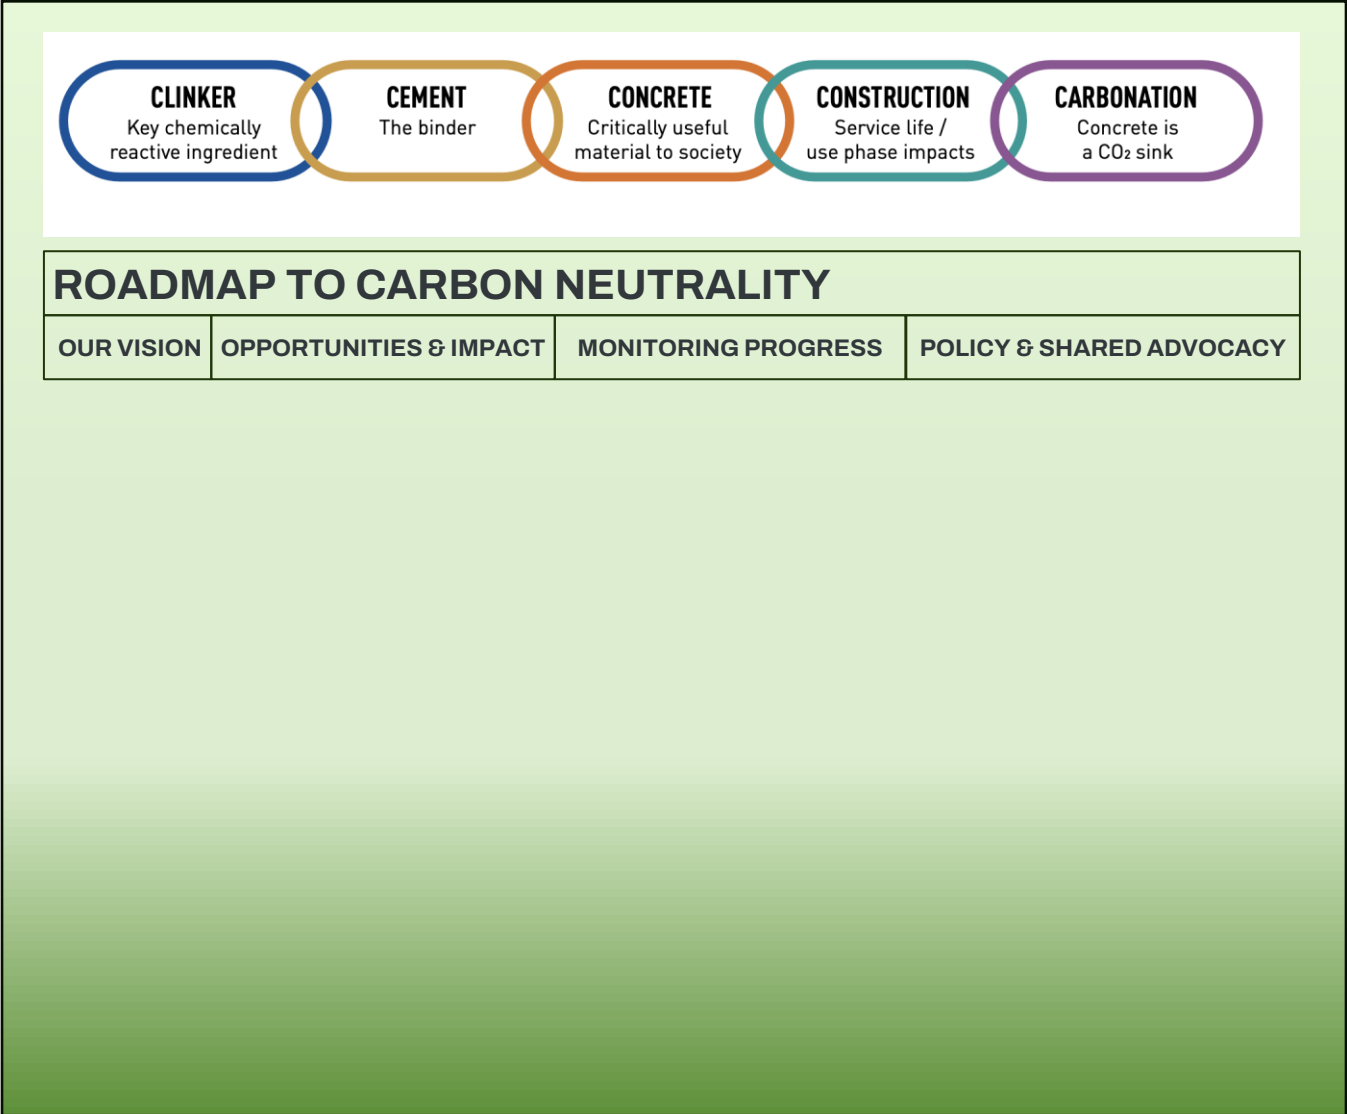 CLINKER
Key chemically
reactive ingredient
CEMENT
The binder
CONCRETE
Critically useful
material to society
CONSTRUCTION
Service life /
use phase impacts
CARBONATION
Concrete is
a CO₂ sink
ROADMAP TO CARBON NEUTRALITY
OUR VISION
OPPORTUNITIES & IMPACT
MONITORING PROGRESS
POLICY & SHARED ADVOCACY